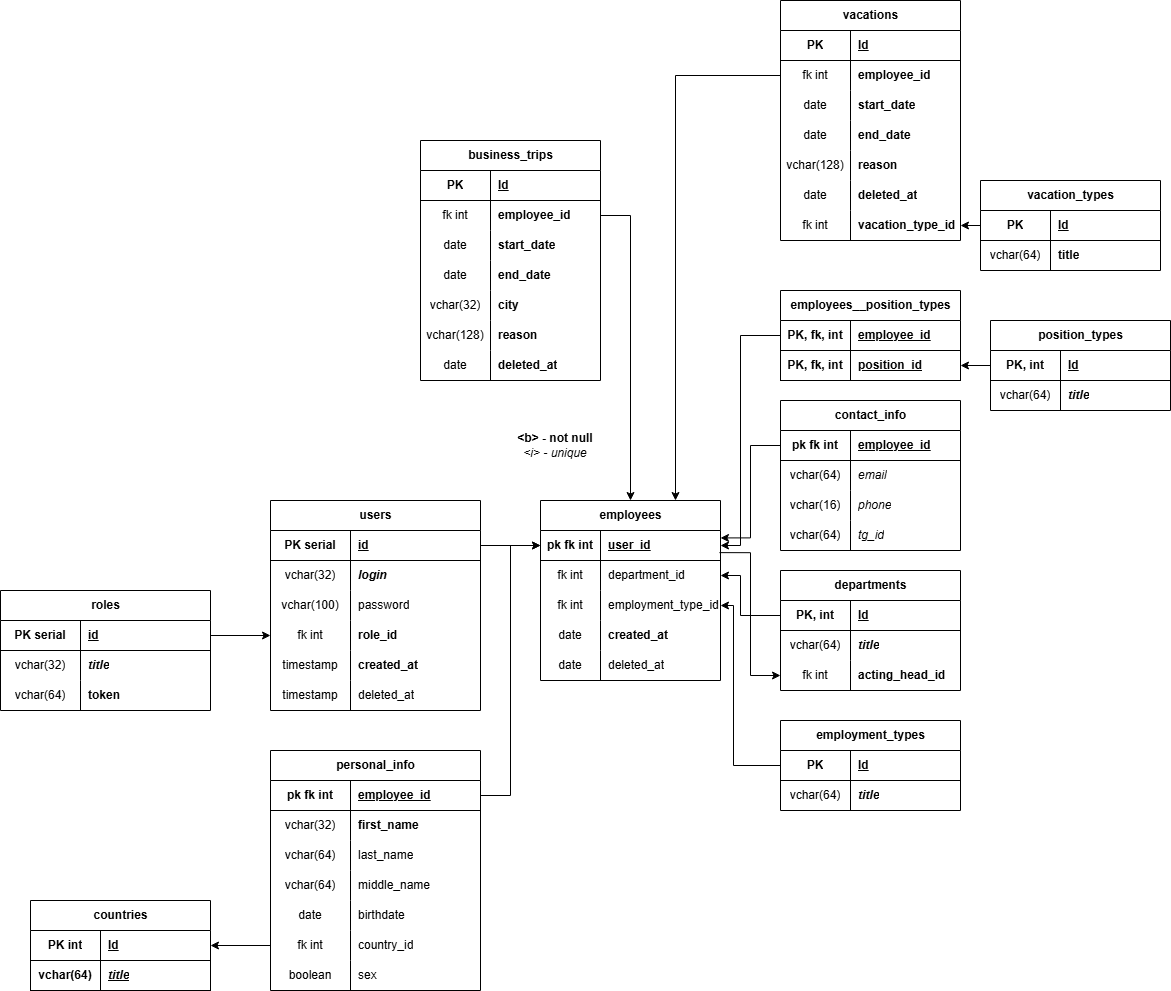 vacations
PK Id
fk int employee_id
date start_date
date end_date
vchar(128) reason
date deleted_at
fk int vacation_type_id
business_trips
PK Id
fk int employee_id
date start_date
date end_date
vchar(32) city
vchar(128) reason
date deleted_at
vacation_types
PK Id
vchar(64) title
employees__position_types
PK, fk, int employee_id
PK, fk, int position_id
position_types
PK, int Id
vchar(64) title
<b> - not null
<i> - unique
contact_info
pk fk int employee_id
vchar(64) email
vchar(16) phone
vchar(64) tg_id
users
PK serial id
vchar(32) login
vchar(100) password
fk int role_id
timestamp created_at
timestamp deleted_at
employees
pk fk int user_id
fk int department_id
fk int employment_type_id
date created_at
date deleted_at
departments
PK, int Id
vchar(64) title
fk int acting_head_id
roles
PK serial id
vchar(32) title
vchar(64) token
employment_types
PK Id
vchar(64) title
personal_info
pk fk int employee_id
vchar(32) first_name
vchar(64) last_name
vchar(64) middle_name
date birthdate
fk int country_id
boolean sex
countries
PK int Id
vchar(64) title